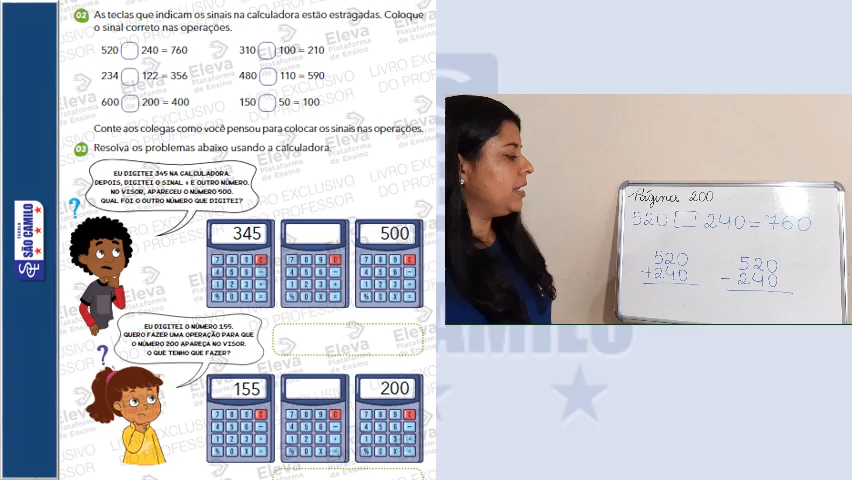 02 As teclas que indicam os sinais na calculadora estão estragadas. Coloque
o sinal correto nas operações.
520 240 = 760 310 100 = 210
234 122 = 356 480 110 = 590
600 200 = 400 150 50 = 100
Conte aos colegas como você pensou para colocar os sinais nas operações.
03 Resolva os problemas abaixo usando a calculadora.
EU DIGITEI 345 NA CALCULADORA.
DEPOIS, DIGITEI O SINAL + E OUTRO NÚMERO.
NO VISOR, APARECEU O NÚMERO 500.
QUAL FOI O OUTRO NÚMERO QUE DIGITEI?
345 500
EU DIGITEI O NÚMERO 155.
QUERO FAZER UMA OPERAÇÃO PARA QUE
O NÚMERO 200 APAREÇA NO VISOR.
O QUE TENHO QUE FAZER?
155 200
SÃO CAMILO
Eleva
Plataforma
de Ensino
LIVRO EXCLUSIVO
DO PROFESSOR
Página 200
520 240 = 760
520
+240
520
- 240